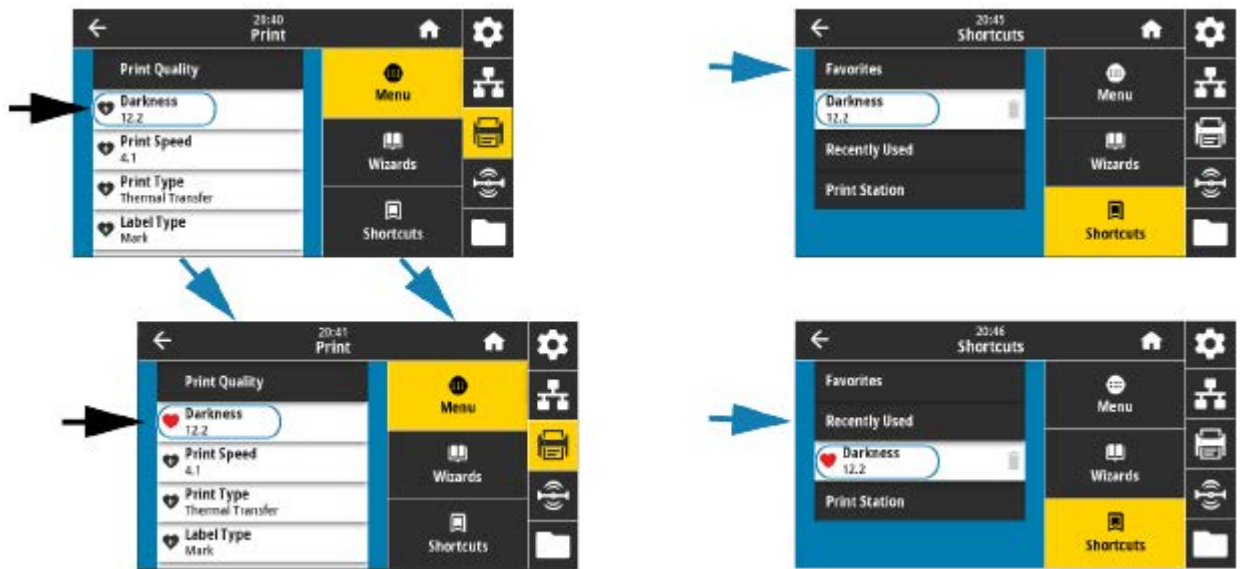 20:40
Print
Print Quality
Darkness
12.2
Print Speed
4.1
Print Type
Thermal Transfer
Label Type
Mark
Menu
Wizards
Shortcuts
20:45
Shortcuts
Favorites
Darkness
12.2
Recently Used
Print Station
Menu
Wizards
Shortcuts
20:41
Print
Print Quality
Darkness
12.2
Print Speed
4.1
Print Type
Thermal Transfer
Label Type
Mark
Menu
Wizards
Shortcuts
20:46
Shortcuts
Favorites
Recently Used
Darkness
12.2
Print Station
Menu
Wizards
Shortcuts